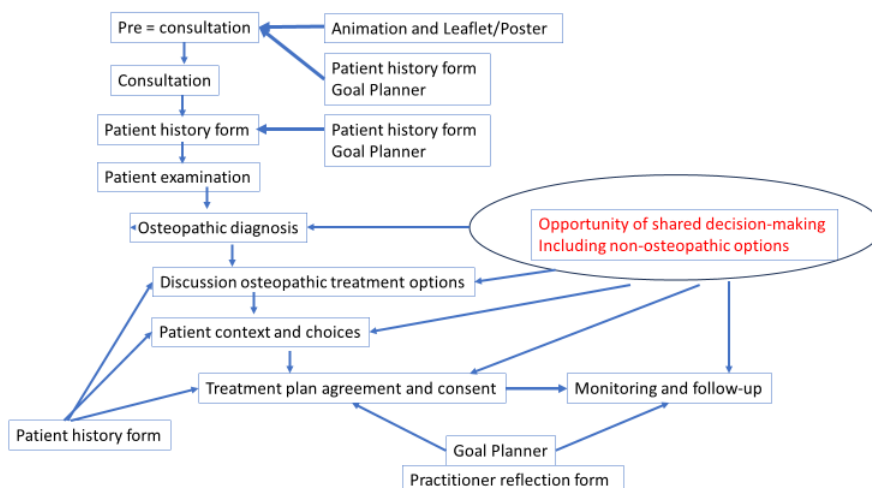 Pre = consultation
Animation and Leaflet/Poster
Patient history form
Goal Planner
Consultation
Patient history form
Patient history form
Goal Planner
Patient examination
Opportunity of shared decision-making
Including non-osteopathic options
Osteopathic diagnosis
Discussion osteopathic treatment options
Patient context and choices
Treatment plan agreement and consent
Monitoring and follow-up
Patient history form
Goal Planner
Practitioner reflection form